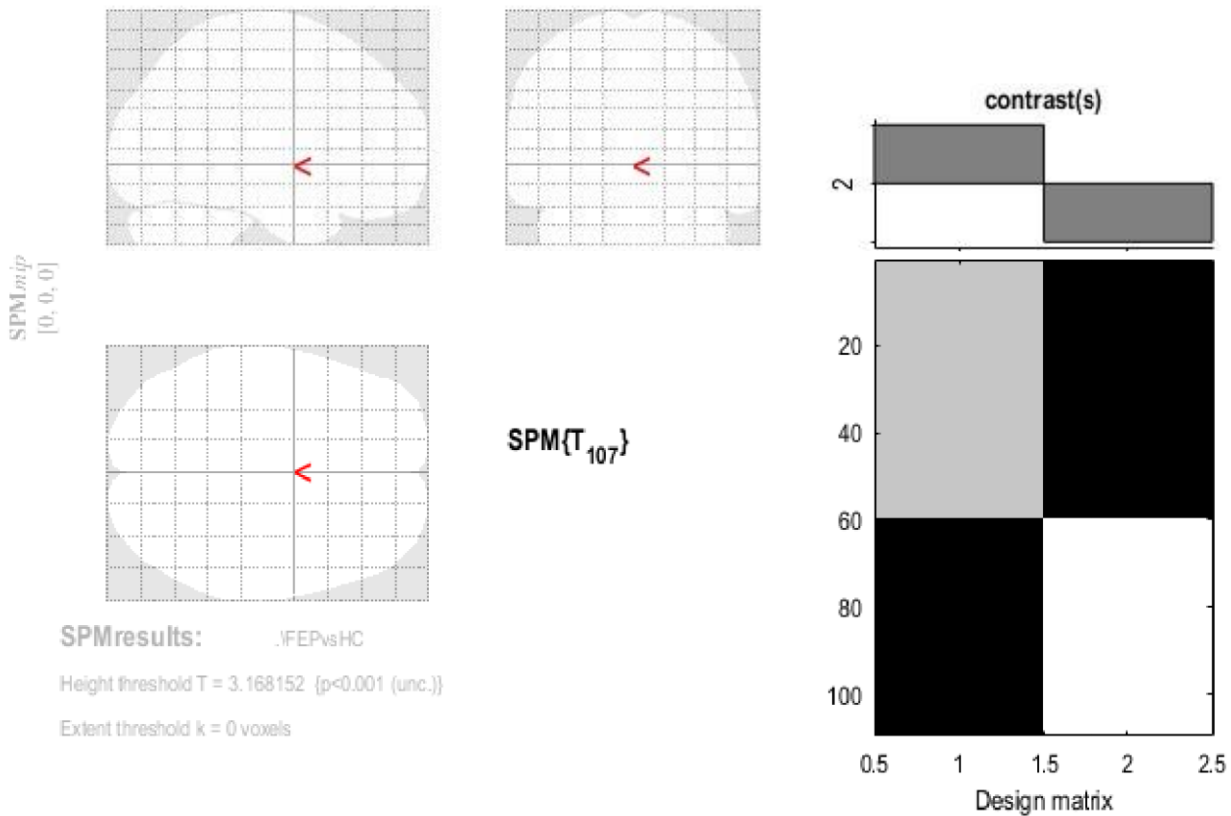 SPMmip
[0, 0, 0]
<
<
<
SPM{T107}
SPMresults: .\FEPvsHC
Height threshold T = 3.168152 {p<0.001 (unc.)}
Extent threshold k = 0 voxels
contrast(s)
2
20
40
60
80
100
0.5 1 1.5 2 2.5
Design matrix